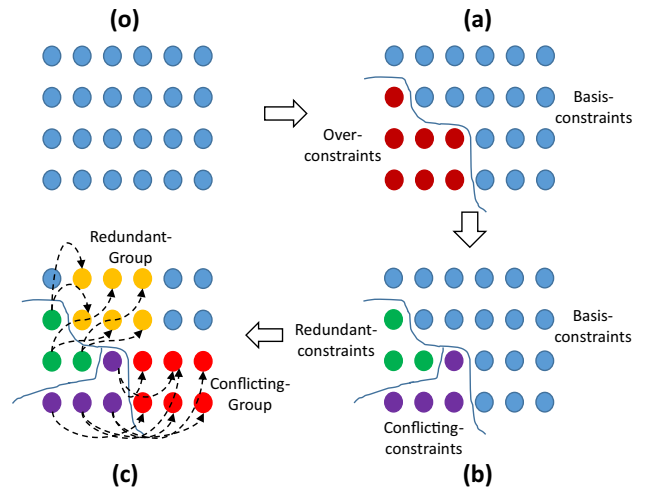 (o)
(a)
Basis-
constraints
Over-
constraints
Redundant-
Group
Redundant-
constraints
Basis-
constraints
Conflicting-
Group
Conflicting-
constraints
(c)
(b)